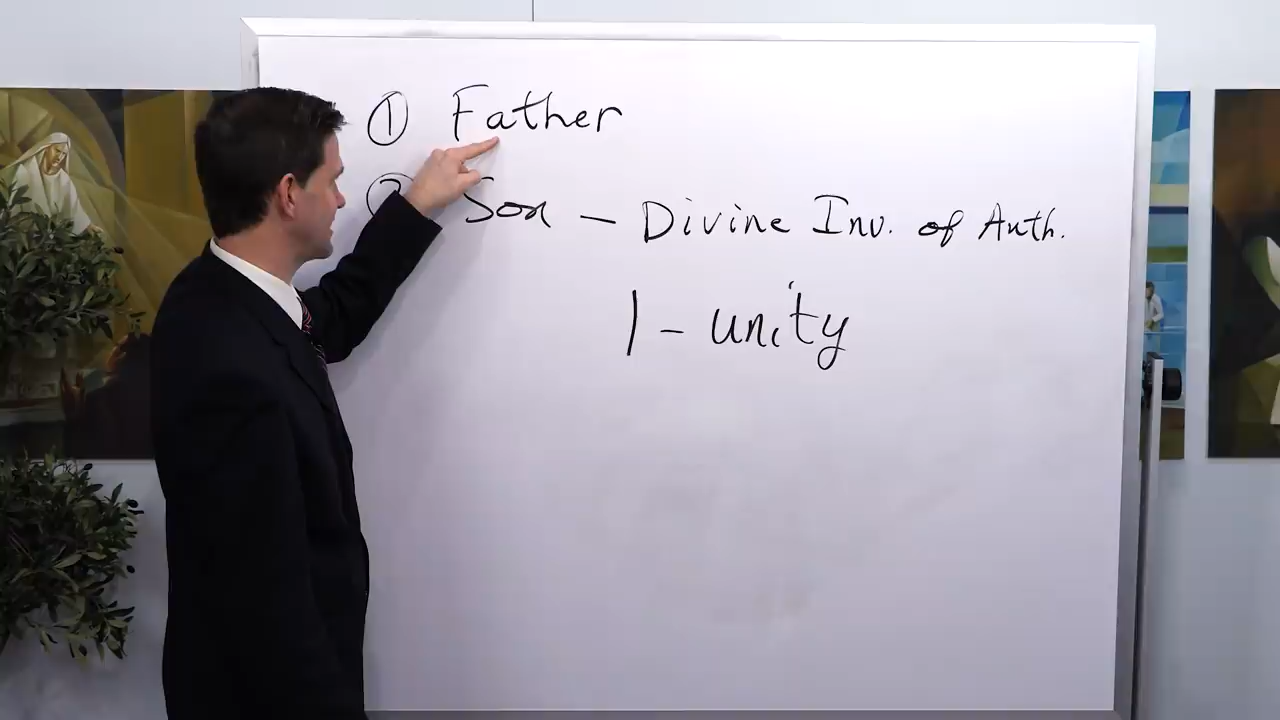 ① Father
② Son – Divine Inv. of Auth.
1 – unity